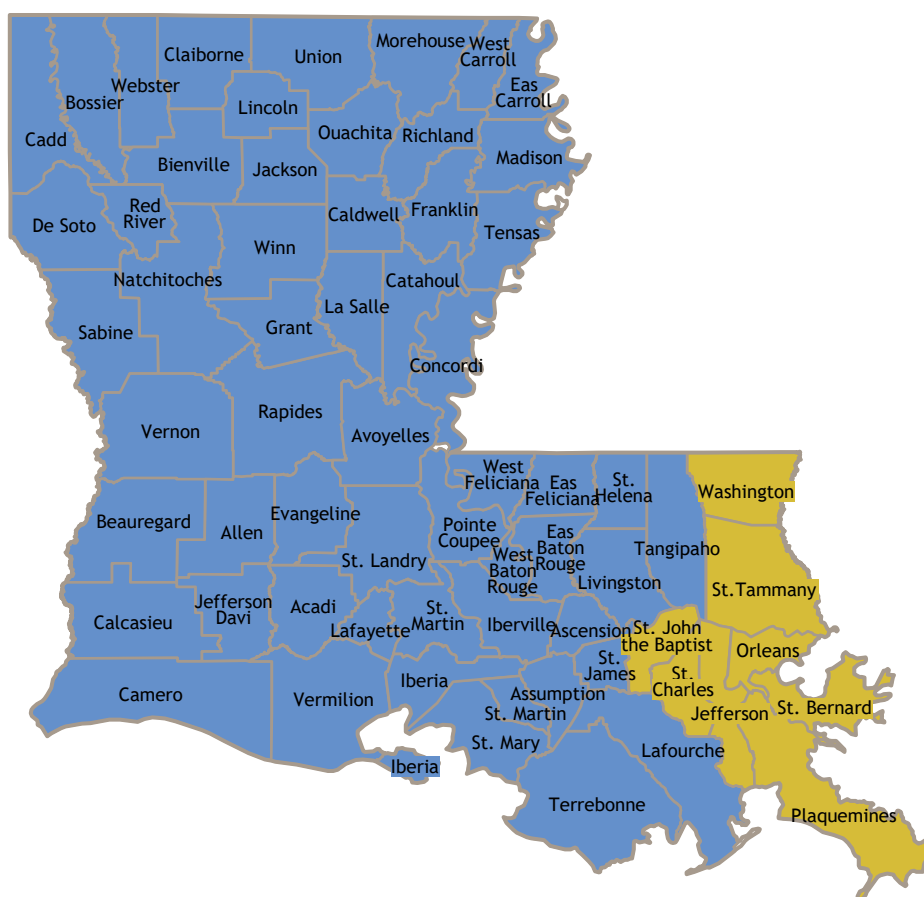 Morehouse
West
Carroll
Claiborne
Union
Webster
Eas
Carroll
Bossier
Lincoln
Cadd
Ouachita
Richland
Madison
Bienville
Jackson
Red
River
De Soto
Caldwell
Franklin
Tensas
Winn
Natchitoches
Catahoul
La Salle
Sabine
Grant
Concordi
Rapides
Vernon
Avoyelles
West
Feliciana
Eas
Feliciana
St.
Helena
Washington
Beauregard
Allen
Evangeline
Pointe
Coupee
Eas
Baton
Rouge
Tangipaho
St. Landry
West
Baton
Rouge
Livingston
St.Tammany
Calcasieu
Jefferson
Davi
Acadi
Lafayette
St.
Martin
Iberville
Ascension
St. John
the Baptist
Orleans
St.
James
St.
Charles
Camero
Vermilion
Iberia
Assumption
St. Martin
Jefferson
St. Bernard
St. Mary
Lafourche
Iberia
Terrebonne
Plaquemines